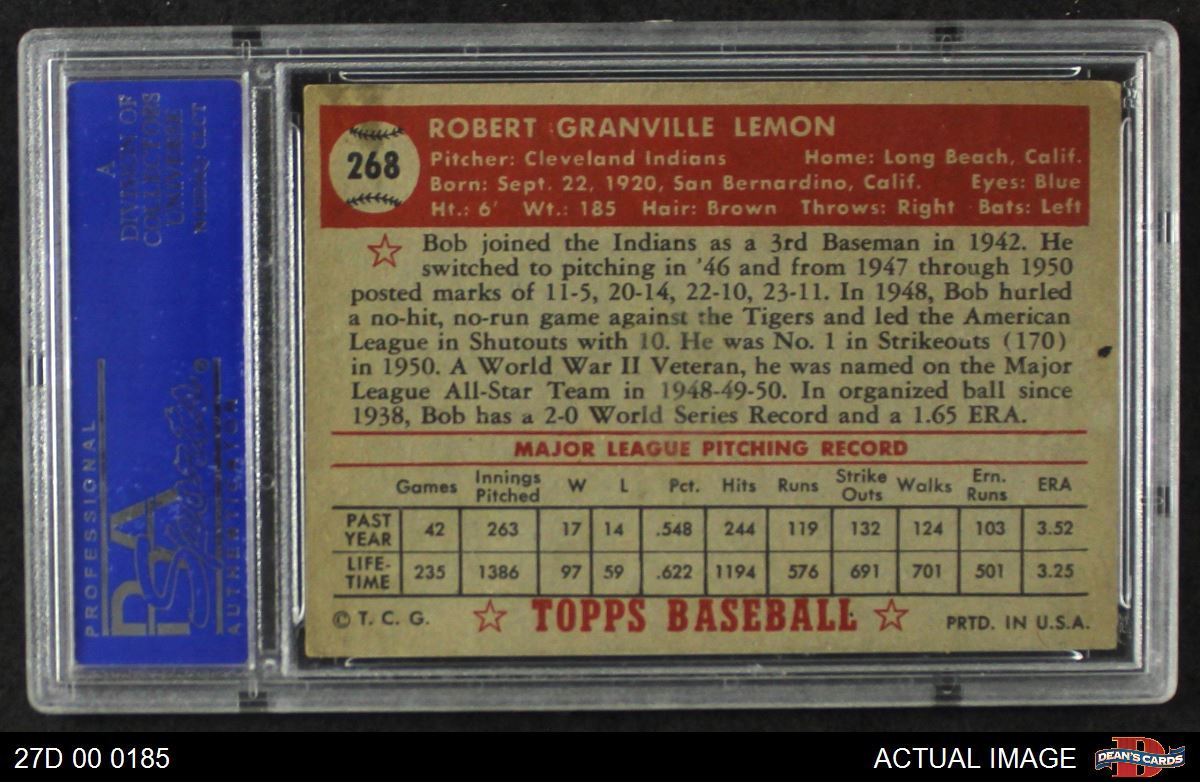 A
DIVISION OF
COLLECTORS
UNIVERSE
NASDAQ: CLCT
PROFESSIONAL
PSA
AUTHENTICATOR
268
ROBERT GRANVILLE LEMON
Pitcher: Cleveland Indians Home: Long Beach, Calif.
Born: Sept. 22, 1920, San Bernardino, Calif. Eyes: Blue
Ht.: 6' Wt.: 185 Hair: Brown Throws: Right Bats: Left
Bob joined the Indians as a 3rd Baseman in 1942. He
switched to pitching in '46 and from 1947 through 1950
posted marks of 11-5, 20-14, 22-10, 23-11. In 1948, Bob hurled
a no-hit, no-run game against the Tigers and led the American
League in Shutouts with 10. He was No. 1 in Strikeouts (170)
in 1950. A World War II Veteran, he was named on the Major
League All-Star Team in 1948-49-50. In organized ball since
1938, Bob has a 2-0 World Series Record and a 1.65 ERA.
MAJOR LEAGUE PITCHING RECORD
Games Innings Pitched W L Pct. Hits Runs Strike Outs Walks Ern. Runs ERA
PAST YEAR 42 263 17 14 .548 244 119 132 124 103 3.52
LIFE-TIME 235 1386 97 59 .622 1194 576 691 701 501 3.25
© T. C. G. TOPPS BASEBALL PRTD. IN U.S.A.
27D 00 0185 ACTUAL IMAGE DEAN'S CARDS